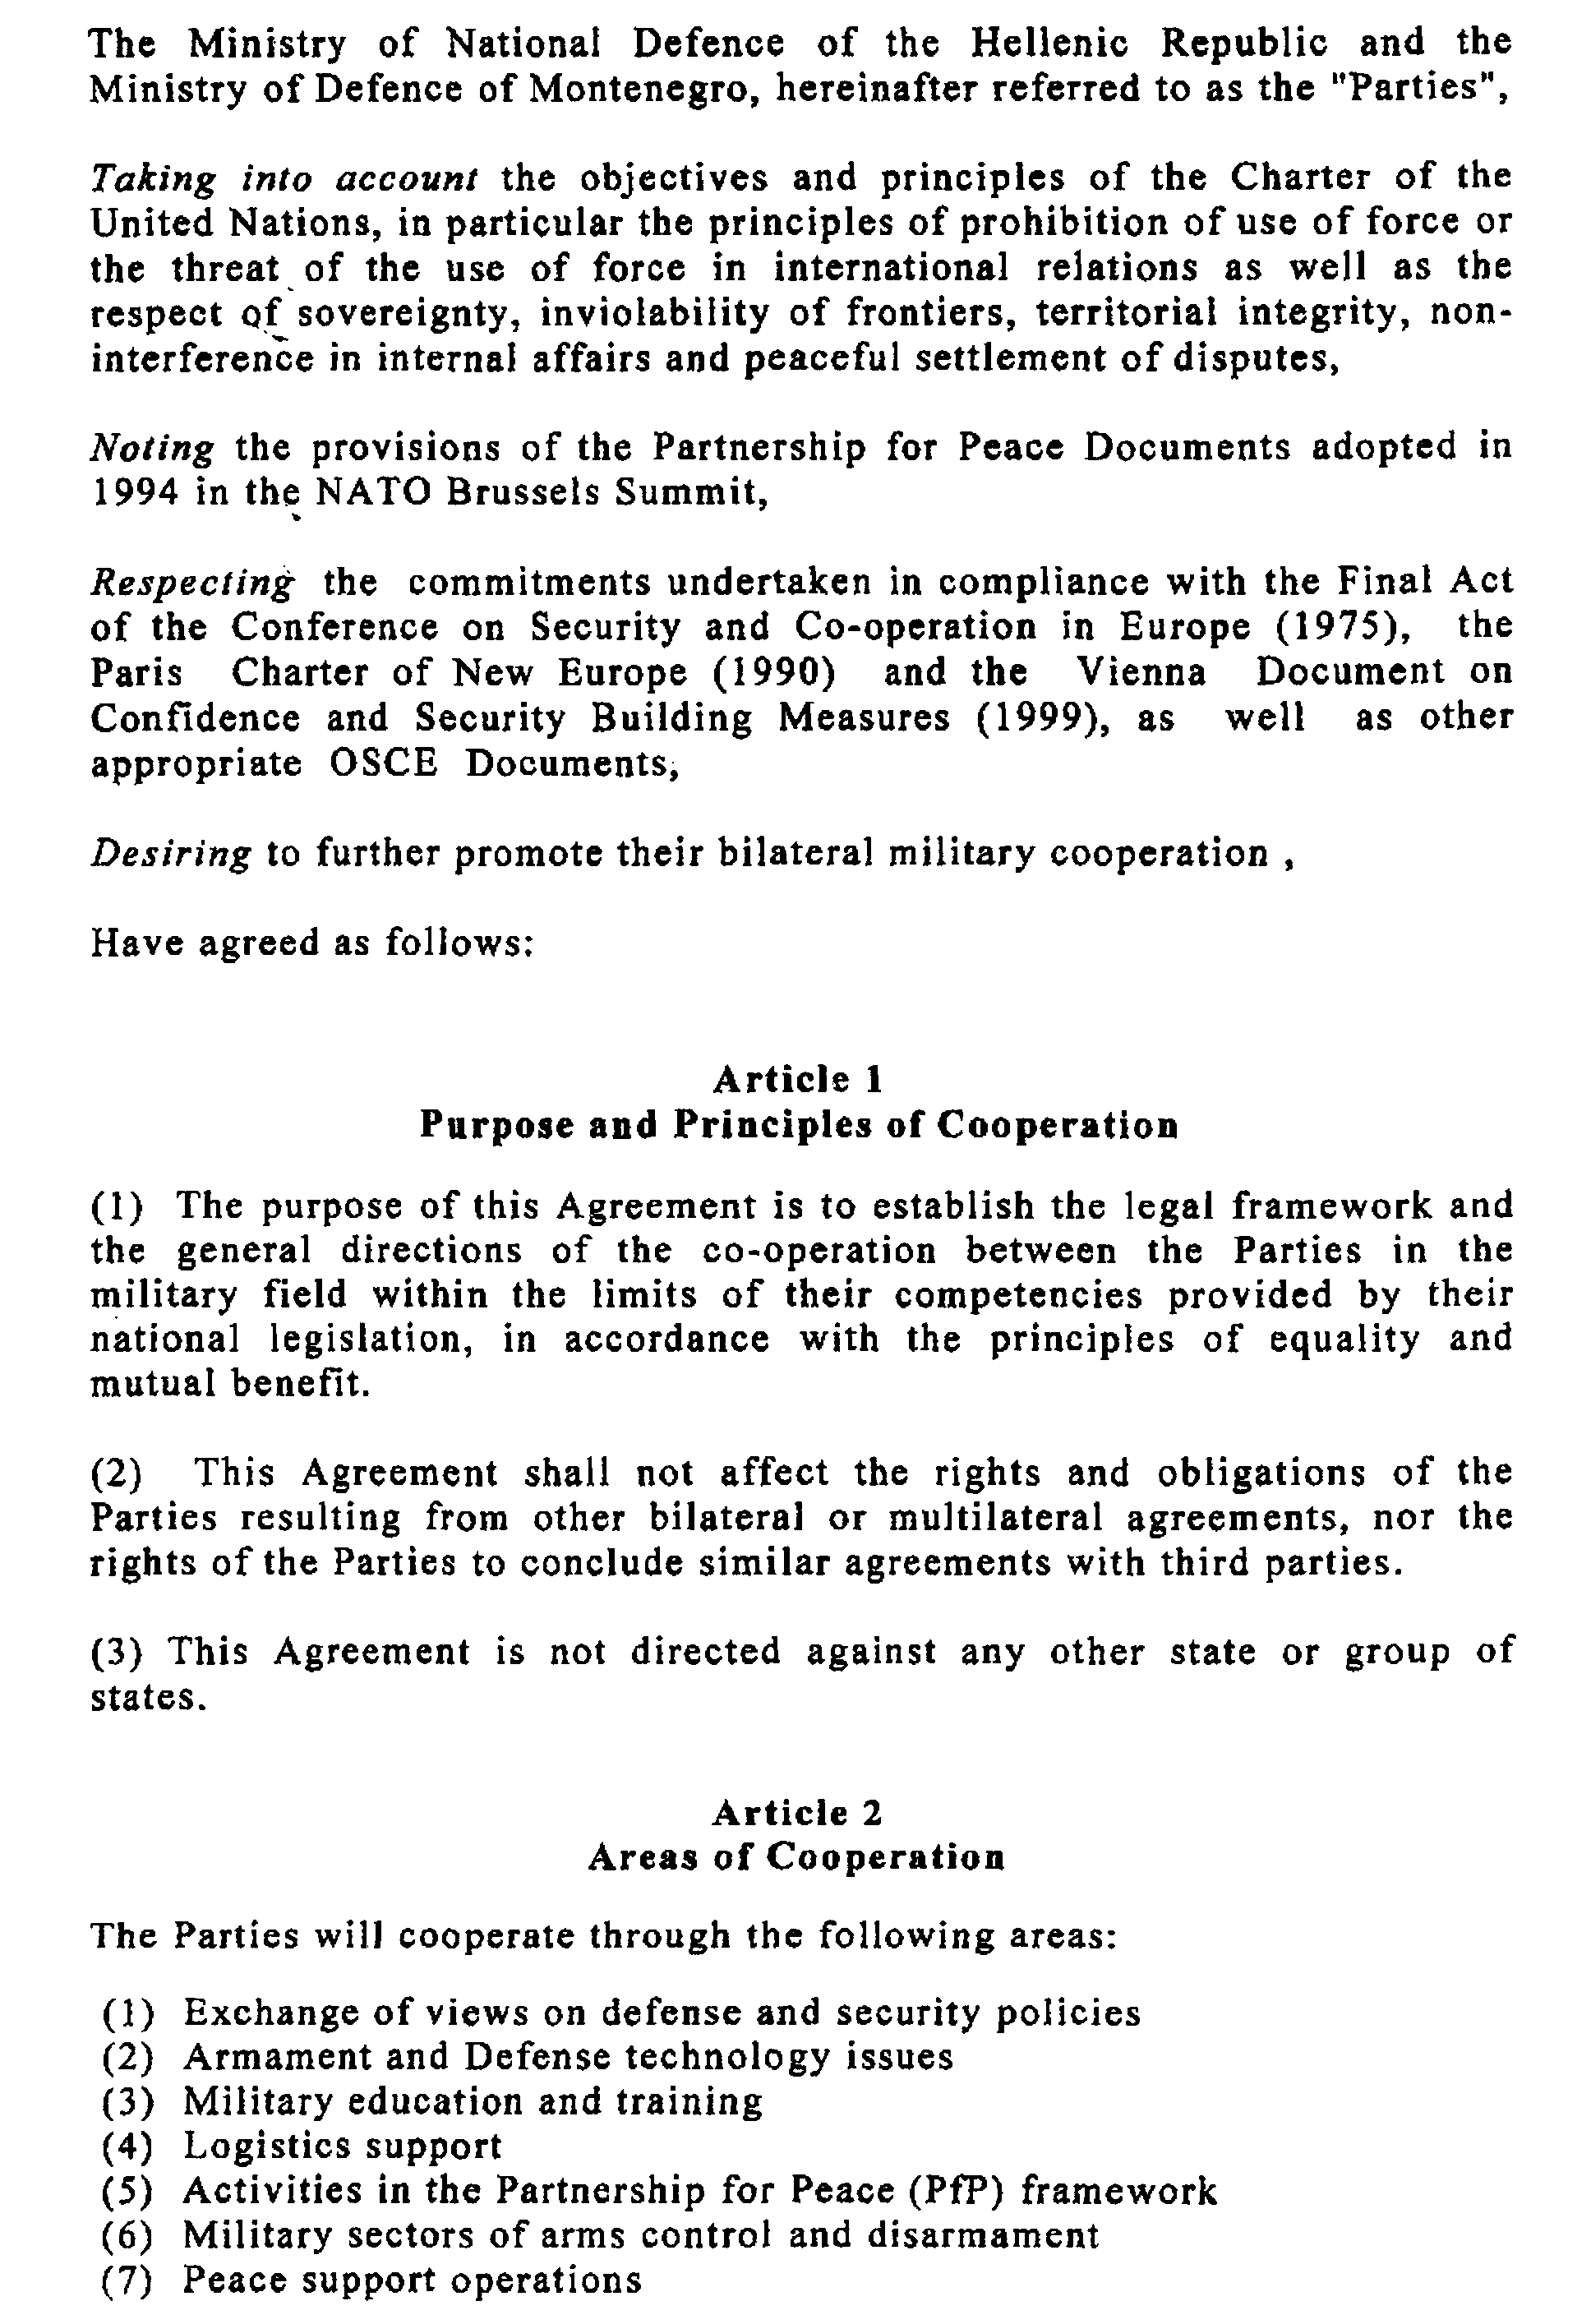 The Ministry of National Defence of the Hellenic Republic and the
Ministry of Defence of Montenegro, hereinafter referred to as the "Parties",
Taking into account the objectives and principles of the Charter of the
United Nations, in particular the principles of prohibition of use of force or
the threat of the use of force in international relations as well as the
respect of sovereignty, inviolability of frontiers, territorial integrity, non-
interference in internal affairs and peaceful settlement of disputes,
Noting the provisions of the Partnership for Peace Documents adopted in
1994 in the NATO Brussels Summit,
Respecting the commitments undertaken in compliance with the Final Act
of the Conference on Security and Co-operation in Europe (1975), the
Paris Charter of New Europe (1990) and the Vienna Document on
Confidence and Security Building Measures (1999), as well as other
appropriate OSCE Documents,
Desiring to further promote their bilateral military cooperation ,
Have agreed as follows:
Article 1
Purpose and Principles of Cooperation
(1) The purpose of this Agreement is to establish the legal framework and
the general directions of the co-operation between the Parties in the
military field within the limits of their competencies provided by their
national legislation, in accordance with the principles of equality and
mutual benefit.
(2) This Agreement shall not affect the rights and obligations of the
Parties resulting from other bilateral or multilateral agreements, nor the
rights of the Parties to conclude similar agreements with third parties.
(3) This Agreement is not directed against any other state or group of
states.
Article 2
Areas of Cooperation
The Parties will cooperate through the following areas:
(1) Exchange of views on defense and security policies
(2) Armament and Defense technology issues
(3) Military education and training
(4) Logistics support
(5) Activities in the Partnership for Peace (PfP) framework
(6) Military sectors of arms control and disarmament
(7) Peace support operations